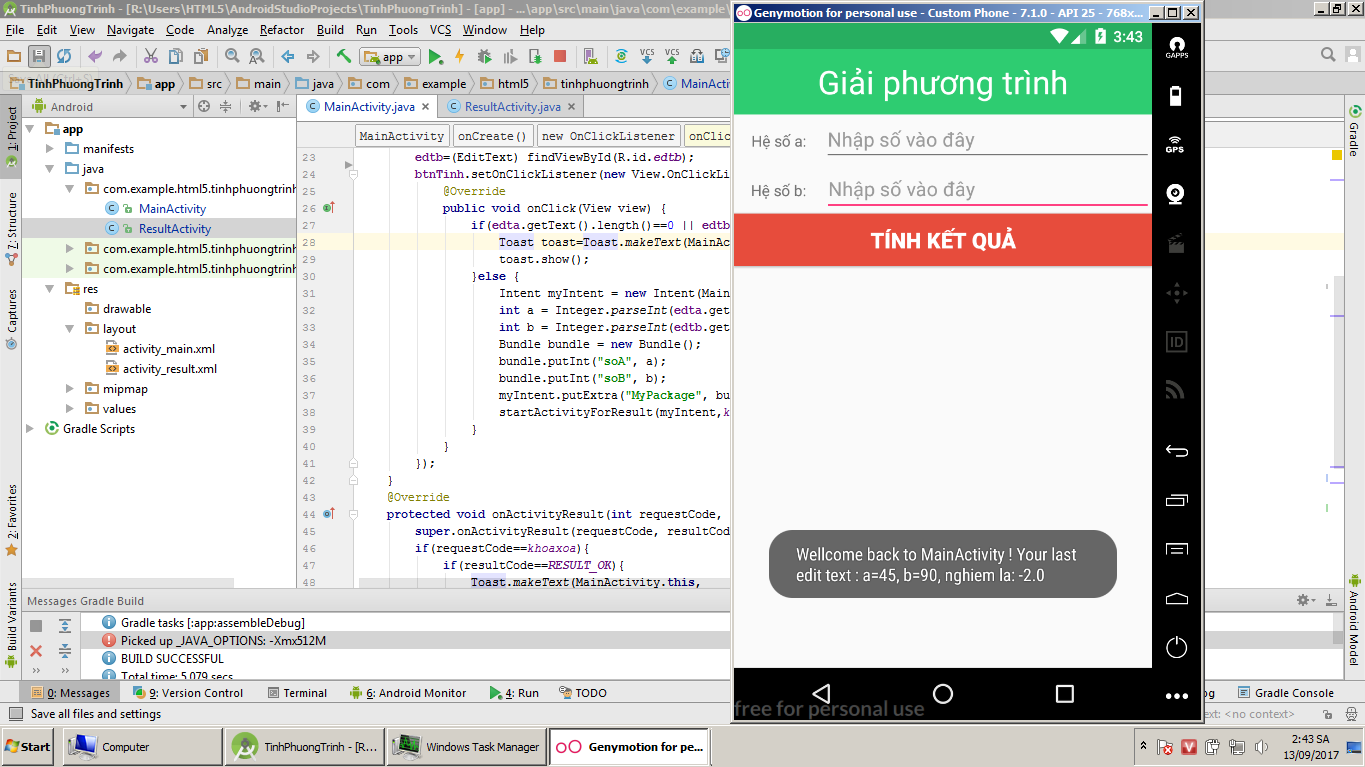 TinhPhuongTrinh - [R:\Users\HTML5\AndroidStudioProjects\TinhPhuongTrinh] - [app] - ...\app\src\main\java\com\example\
File Edit View Navigate Code Analyze Refactor Build Run Tools VCS Window Help
app
VCS VCS
TinhPhuongTrinh app src main java com example html5 tinhphuongtrinh MainActi
Android
MainActivity.java ResultActivity.java
MainActivity onCreate() new OnClickListener onClic
1: Project
7: Structure
Captures
2: Favorites
Build Variants
app
manifests
java
com.example.html5.tinhphuongtrinh
MainActivity
ResultActivity
com.example.html5.tinhphuongtrinh
com.example.html5.tinhphuongtrinh
res
drawable
layout
activity_main.xml
activity_result.xml
mipmap
values
Gradle Scripts
23 edtb=(EditText) findViewById(R.id.edtb);
24 btnTinh.setOnClickListener(new View.OnClickLi
25 @Override
26 public void onClick(View view) {
27 if(edta.getText().length()==0 || edtb
28 Toast toast=Toast.makeText(MainAc
29 toast.show();
30 }else {
31 Intent myIntent = new Intent(Main
32 int a = Integer.parseInt(edta.get
33 int b = Integer.parseInt(edtb.get
34 Bundle bundle = new Bundle();
35 bundle.putInt("soA", a);
36 bundle.putInt("soB", b);
37 myIntent.putExtra("MyPackage", bu
38 startActivityForResult(myIntent,k
39 }
40 }
41 });
42 }
43 @Override
44 protected void onActivityResult(int requestCode,
45 super.onActivityResult(requestCode, resultCod
46 if(requestCode==khoaxoa){
47 if(resultCode==RESULT_OK){
48 Toast.makeText(MainActivity.this,
Messages Gradle Build
Gradle tasks [:app:assembleDebug]
Picked up _JAVA_OPTIONS: -Xmx512M
BUILD SUCCESSFUL
Total time: 5.079 secs
0: Messages 9: Version Control Terminal 6: Android Monitor 4: Run TODO
Gradle Console
Save all files and settings
text: <no context>
Gradle
Android Model
Genymotion for personal use - Custom Phone - 7.1.0 - API 25 - 768x...
3:43
Giải phương trình
Hệ số a: Nhập số vào đây
Hệ số b: Nhập số vào đây
TÍNH KẾT QUẢ
Wellcome back to MainActivity ! Your last
edit text : a=45, b=90, nghiem la: -2.0
GAPPS
GPS
ID
free for personal use
Start Computer TinhPhuongTrinh - [R... Windows Task Manager Genymotion for pe...
2:43 SA
13/09/2017